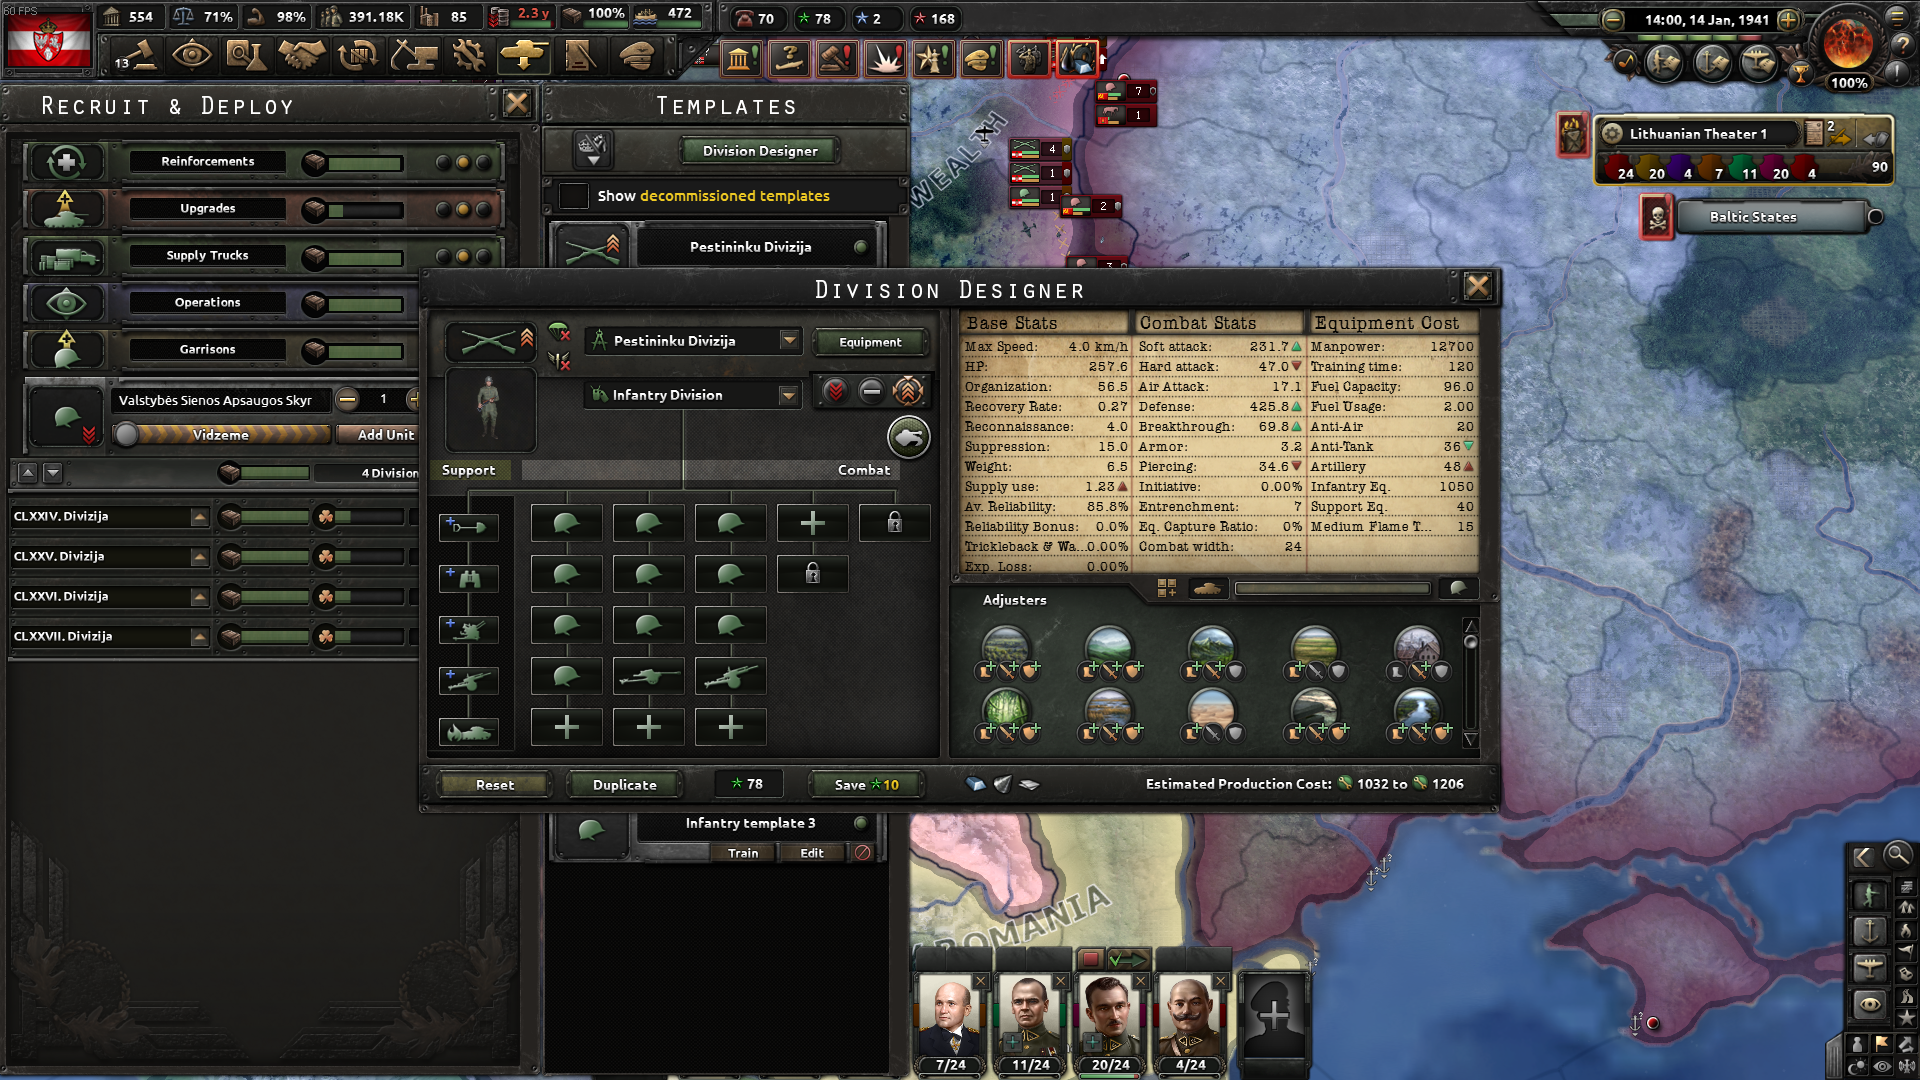 60 FPS
554 71% 98% 391.18K 85 2.3 y 100% 472 70 78 2 168
14:00, 14 Jan, 1941
13
100%
RECRUIT & DEPLOY
Reinforcements
Upgrades
Supply Trucks
Operations
Garrisons
Valstybės Sienos Apsaugos Skyr 1
Vidzeme Add Unit
4 Division
CLXXIV. Divizija
CLXXV. Divizija
CLXXVI. Divizija
CLXXVII. Divizija
TEMPLATES
Division Designer
Show decommissioned templates
Pestininku Divizija
Infantry template 3
Train Edit
WEALTH
7
1
4
1
1
2
3
Lithuanian Theater 1 2
24 20 4 7 11 20 4 90
Baltic States
DIVISION DESIGNER
Pestininku Divizija Equipment
Infantry Division
Support Combat
Base Stats
Max Speed: 4.0 km/h
HP: 257.6
Organization: 56.5
Recovery Rate: 0.27
Reconnaissance: 4.0
Suppression: 15.0
Weight: 6.5
Supply use: 1.23
Av. Reliability: 85.8%
Reliability Bonus: 0.0%
Trickleback & Wa...0.00%
Exp. Loss: 0.00%
Combat Stats
Soft attack: 231.7
Hard attack: 47.0
Air Attack: 17.1
Defense: 425.8
Breakthrough: 69.8
Armor: 3.2
Piercing: 34.6
Initiative: 0.00%
Entrenchment: 7
Eq. Capture Ratio: 0%
Combat width: 24
Equipment Cost
Manpower: 12700
Training time: 120
Fuel Capacity: 96.0
Fuel Usage: 2.00
Anti-Air 20
Anti-Tank 36
Artillery 48
Infantry Eq. 1050
Support Eq. 40
Medium Flame T... 15
Adjusters
Reset Duplicate 78 Save 10
Estimated Production Cost: 1032 to 1206
ROMANIA
7/24 11/24 20/24 4/24